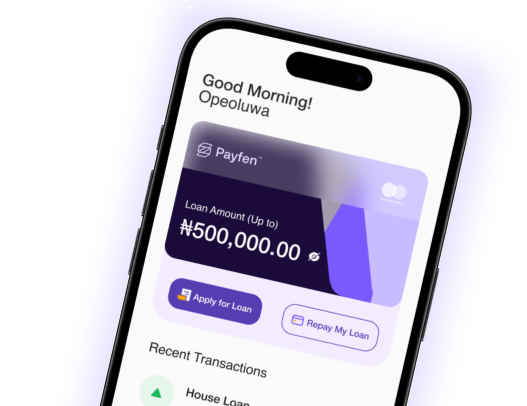 Good Morning!
Opeoluwa
Payfen™
Loan Amount (Up to)
₦500,000.00
Apply for Loan
Repay My Loan
Recent Transactions
House Loan